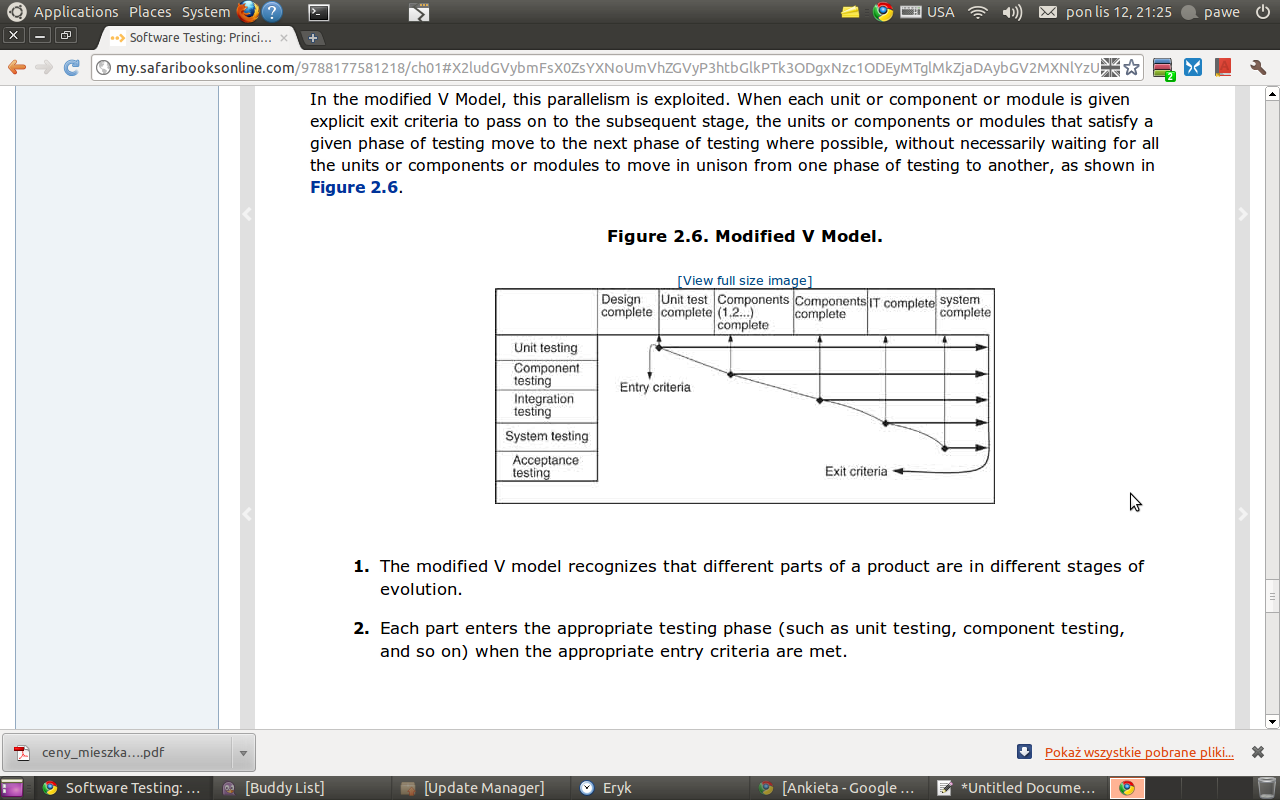 Applications Places System USA pon lis 12, 21:25 pawe
Software Testing: Princi...
my.safaribooksonline.com/9788177581218/ch01#X2ludGVybmFsX0ZsYXNoUmVhZGVyP3htbGlkPTk3ODgxNzc1ODEyMTglMkZjaDAybGV2MXNlYzU
2
In the modified V Model, this parallelism is exploited. When each unit or component or module is given
explicit exit criteria to pass on to the subsequent stage, the units or components or modules that satisfy a
given phase of testing move to the next phase of testing where possible, without necessarily waiting for all
the units or components or modules to move in unison from one phase of testing to another, as shown in
Figure 2.6.
Figure 2.6. Modified V Model.
[View full size image]
Design complete
Unit test complete
Components (1,2...) complete
Components complete
IT complete
system complete
Unit testing
Component testing
Entry criteria
Integration testing
System testing
Acceptance testing
Exit criteria
1. The modified V model recognizes that different parts of a product are in different stages of
evolution.
2. Each part enters the appropriate testing phase (such as unit testing, component testing,
and so on) when the appropriate entry criteria are met.
ceny_mieszka....pdf
Pokaż wszystkie pobrane pliki...
Software Testing: ... [Buddy List] [Update Manager] Eryk [Ankieta - Google ... *Untitled Docume...